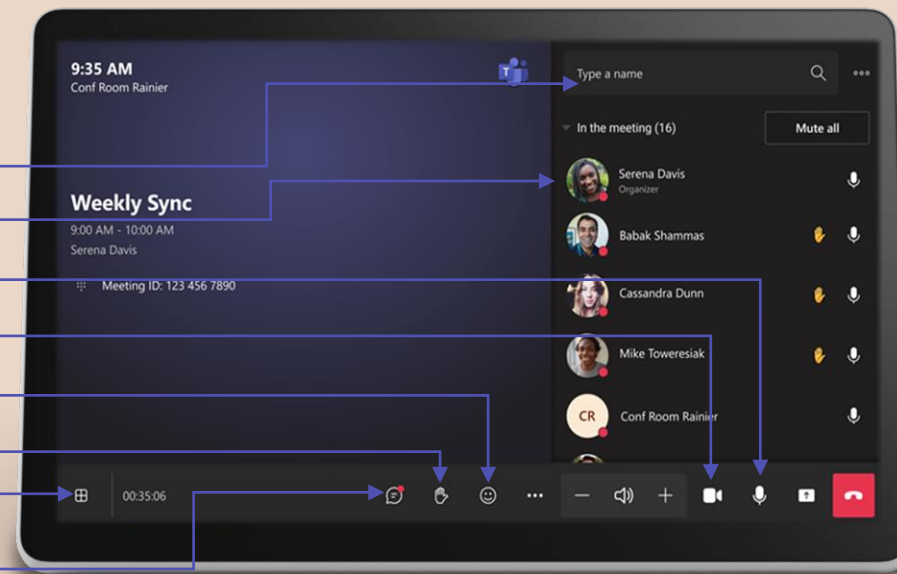 9:35 AM
Conf Room Rainier
T
Weekly Sync
9:00 AM - 10:00 AM
Serena Davis
Meeting ID: 123 456 7890
Type a name
In the meeting (16)
Mute all
Serena Davis
Organizer
Babak Shammas
Cassandra Dunn
Mike Toweresiak
CR
Conf Room Rainier
00:35:06